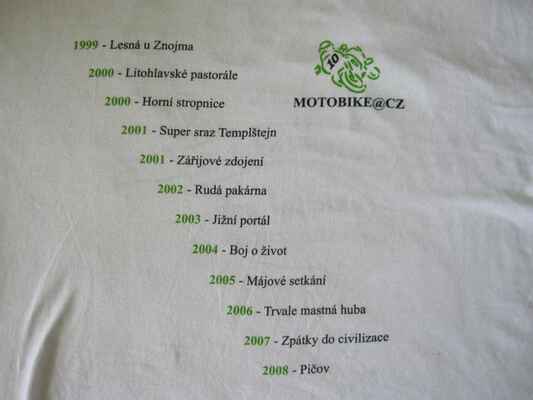 1999 - Lesná u Znojma
2000 - Litohlavské pastorále
2000 - Horní stropnice
2001 - Super sraz Templštejn
2001 - Zářijové zdojení
2002 - Rudá pakárna
2003 - Jižní portál
2004 - Boj o život
2005 - Májové setkání
2006 - Trvale mastná huba
2007 - Zpátky do civilizace
2008 - Pičov
10
MOTOBIKE@CZ